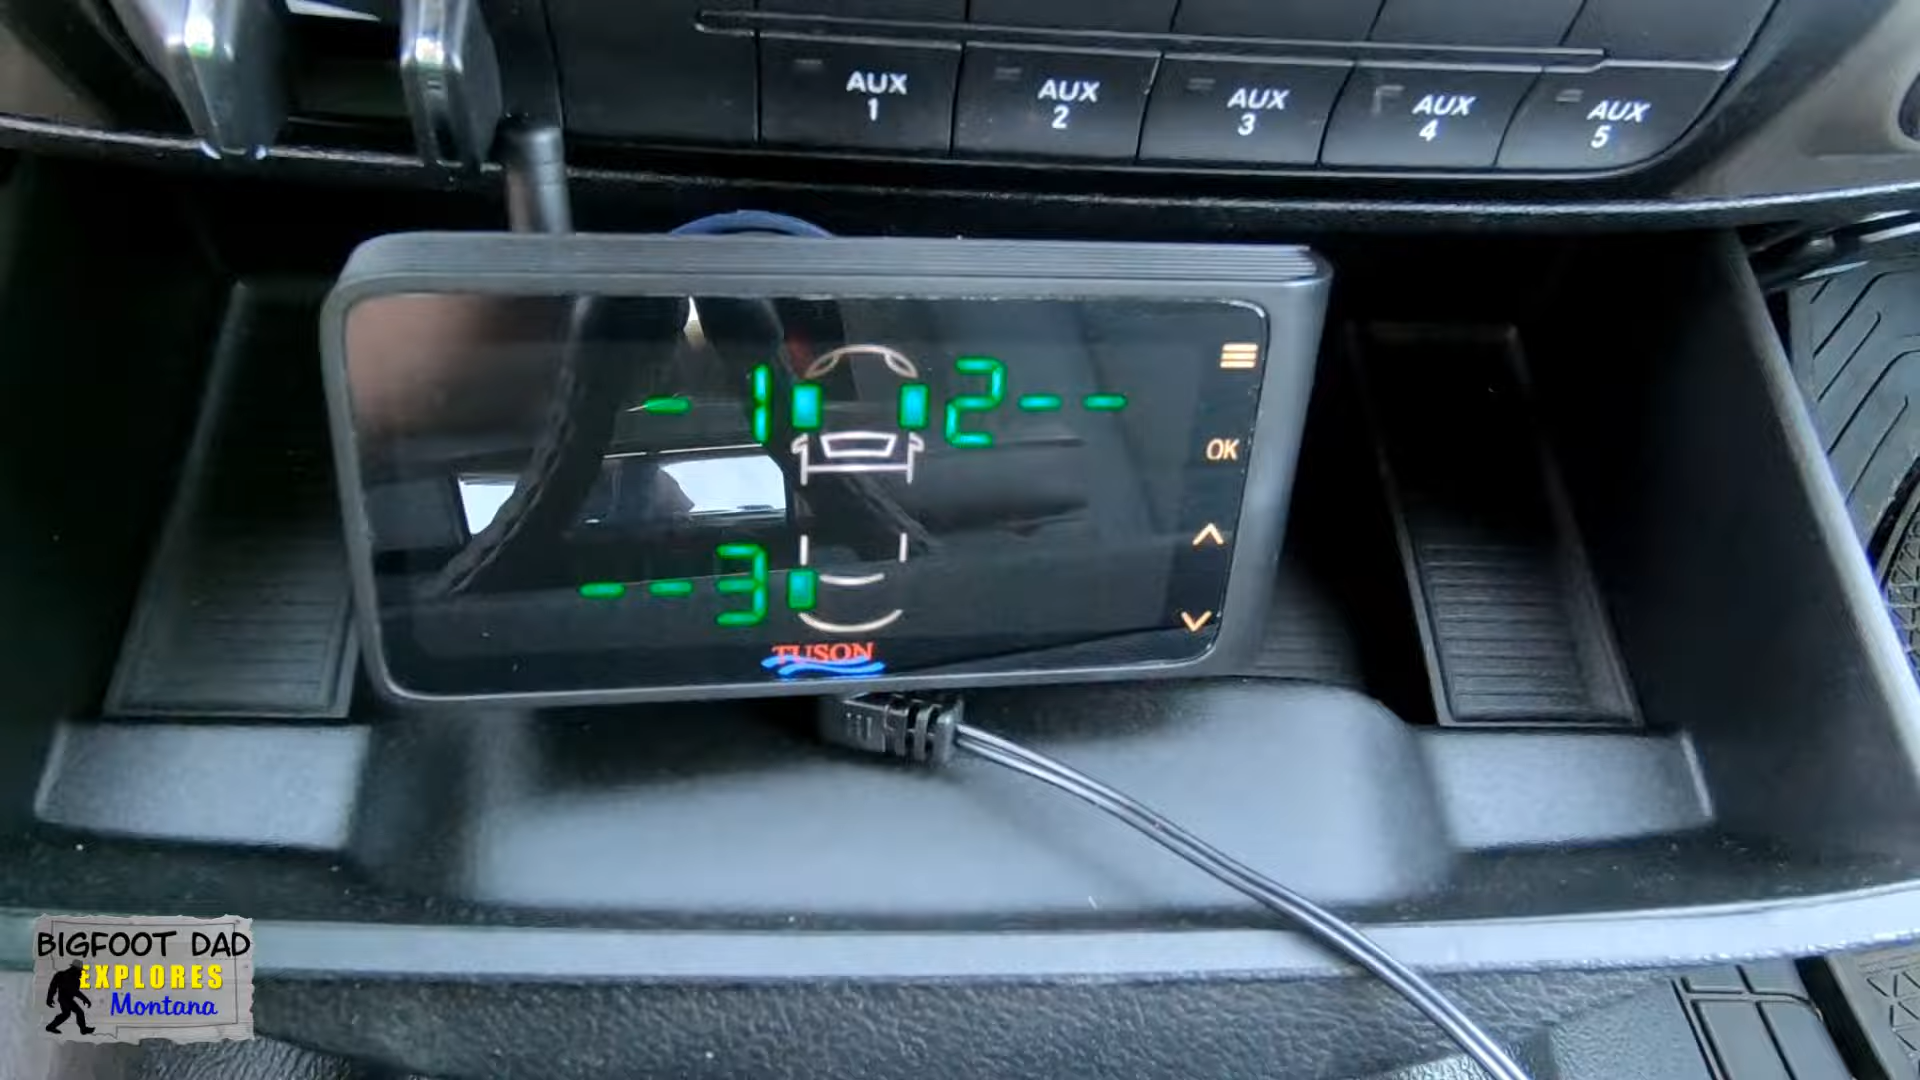 AUX 1
AUX 2
AUX 3
AUX 4
AUX 5
-1
2--
OK
--3
TUSON
BIGFOOT DAD
EXPLORES
Montana